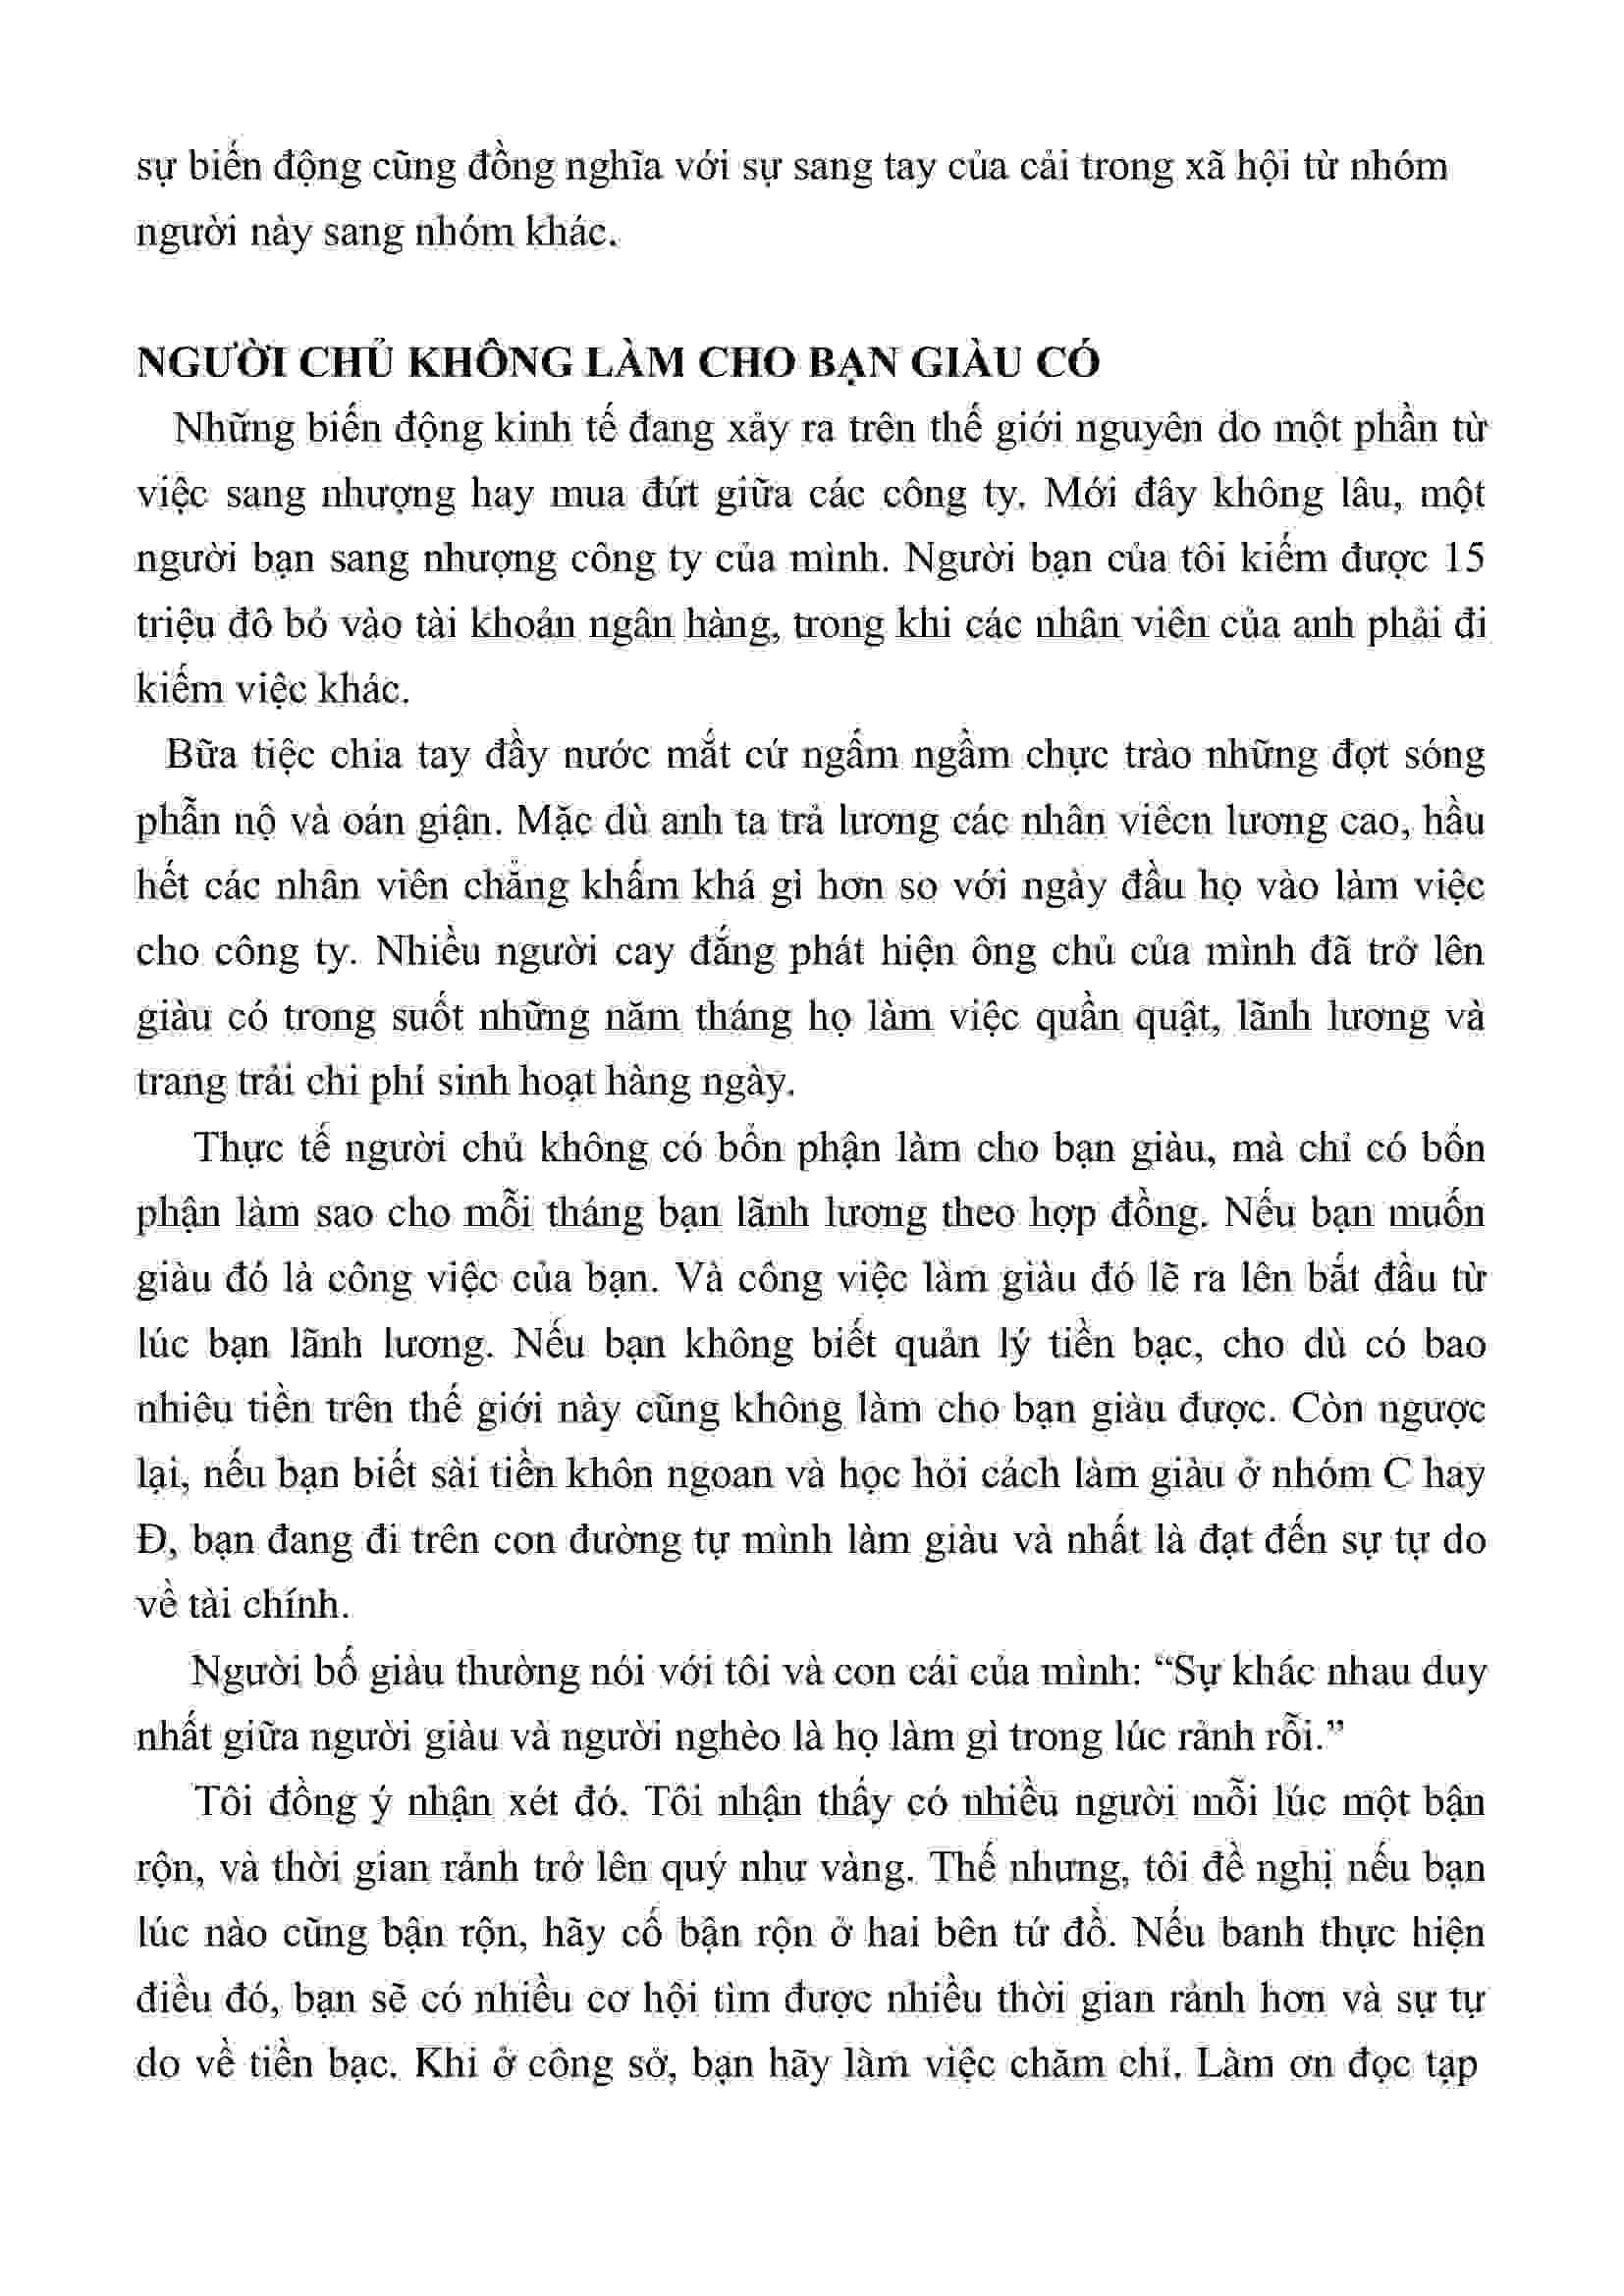 sự biến động cũng đồng nghĩa với sự sang tay của cải trong xã hội từ nhóm
người này sang nhóm khác.
NGƯỜI CHỦ KHÔNG LÀM CHO BẠN GIÀU CÓ
Những biến động kinh tế đang xảy ra trên thế giới nguyên do một phần từ
việc sang nhượng hay mua đứt giữa các công ty. Mới đây không lâu, một
người bạn sang nhượng công ty của mình. Người bạn của tôi kiếm được 15
triệu đô bỏ vào tài khoản ngân hàng, trong khi các nhân viên của anh phải đi
kiếm việc khác.
Bữa tiệc chia tay đầy nước mắt cứ ngấm ngầm chực trào những đợt sóng
phẫn nộ và oán giận. Mặc dù anh ta trả lương các nhân viêcn lương cao, hầu
hết các nhân viên chẳng khấm khá gì hơn so với ngày đầu họ vào làm việc
cho công ty. Nhiều người cay đắng phát hiện ông chủ của mình đã trở lên
giàu có trong suốt những năm tháng họ làm việc quần quật, lãnh lương và
trang trải chi phí sinh hoạt hàng ngày.
Thực tế người chủ không có bổn phận làm cho bạn giàu, mà chỉ có bổn
phận làm sao cho mỗi tháng bạn lãnh lương theo hợp đồng. Nếu bạn muốn
giàu đó là công việc của bạn. Và công việc làm giàu đó lẽ ra lên bắt đầu từ
lúc bạn lãnh lương. Nếu bạn không biết quản lý tiền bạc, cho dù có bao
nhiêu tiền trên thế giới này cũng không làm cho bạn giàu được. Còn ngược
lại, nếu bạn biết sài tiền khôn ngoan và học hỏi cách làm giàu ở nhóm C hay
Đ, bạn đang đi trên con đường tự mình làm giàu và nhất là đạt đến sự tự do
về tài chính.
Người bố giàu thường nói với tôi và con cái của mình: “Sự khác nhau duy
nhất giữa người giàu và người nghèo là họ làm gì trong lúc rảnh rỗi.”
Tôi đồng ý nhận xét đó. Tôi nhận thấy có nhiều người mỗi lúc một bận
rộn, và thời gian rảnh trở lên quý như vàng. Thế nhưng, tôi đề nghị nếu bạn
lúc nào cũng bận rộn, hãy cố bận rộn ở hai bên tứ đồ. Nếu banh thực hiện
điều đó, bạn sẽ có nhiều cơ hội tìm được nhiều thời gian rảnh hơn và sự tự
do về tiền bạc. Khi ở công sở, bạn hãy làm việc chăm chỉ. Làm ơn đọc tạp